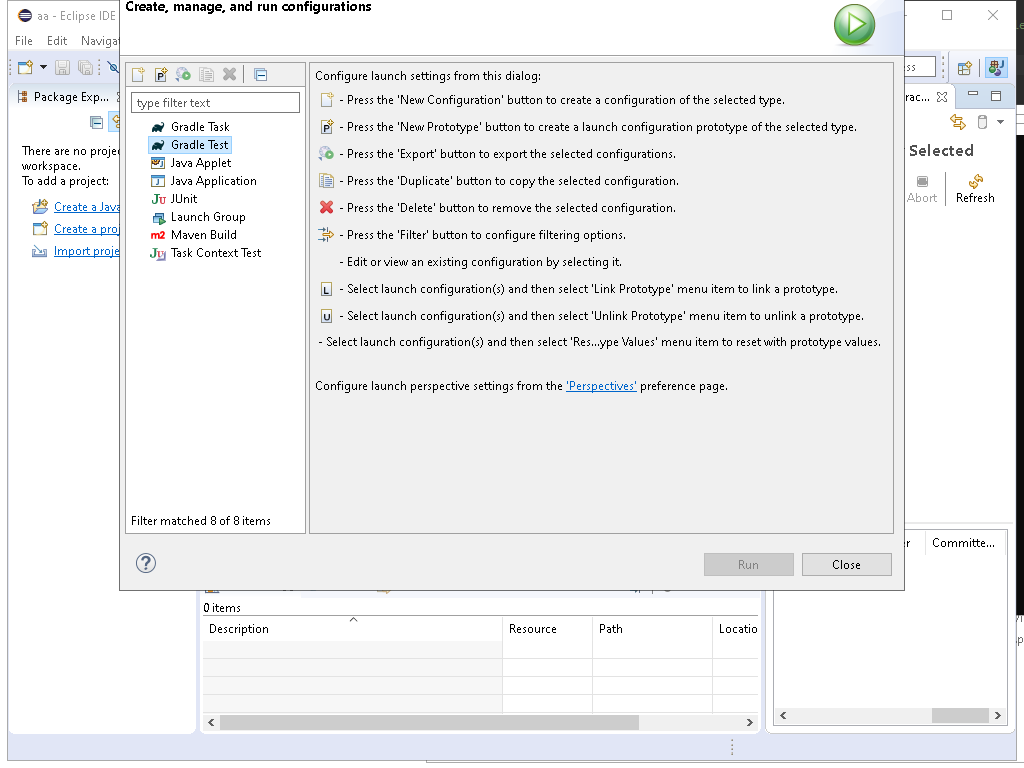 aa - Eclipse IDE
Create, manage, and run configurations
File Edit
Package Exp...
type filter text
Gradle Task
Gradle Test
Java Applet
Java Application
JUnit
Launch Group
Maven Build
Task Context Test
Filter matched 8 of 8 items
Configure launch settings from this dialog:
- Press the 'New Configuration' button to create a configuration of the selected type.
- Press the 'New Prototype' button to create a launch configuration prototype of the selected type.
- Press the 'Export' button to export the selected configurations.
- Press the 'Duplicate' button to copy the selected configuration.
- Press the 'Delete' button to remove the selected configuration.
- Press the 'Filter' button to configure filtering options.
- Edit or view an existing configuration by selecting it.
L - Select launch configuration(s) and then select 'Link Prototype' menu item to link a prototype.
U - Select launch configuration(s) and then select 'Unlink Prototype' menu item to unlink a prototype.
- Select launch configuration(s) and then select 'Res...ype Values' menu item to reset with prototype values.
Configure launch perspective settings from the 'Perspectives' preference page.
Run
Close
There are no projec
workspace.
To add a project:
Create a Java
Create a proj
Import proje
Selected
Abort
Refresh
Committe...
0 items
Description
Resource
Path
Locatio